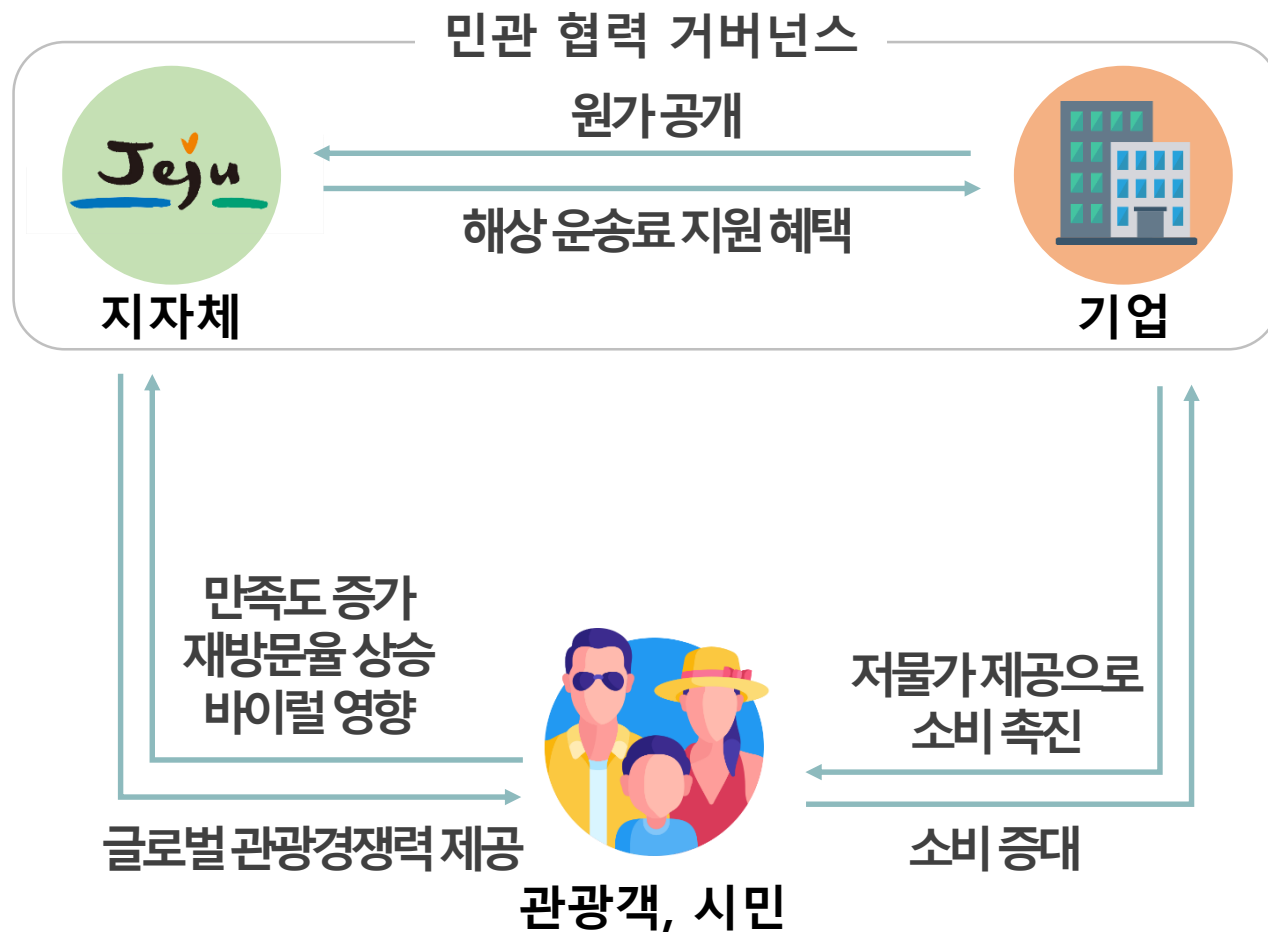 민관 협력 거버넌스
원가 공개
Jeju
해상 운송료 지원 혜택
지자체
기업
만족도 증가
재방문율 상승
바이럴 영향
저물가 제공으로
소비 촉진
글로벌 관광경쟁력 제공
소비 증대
관광객, 시민